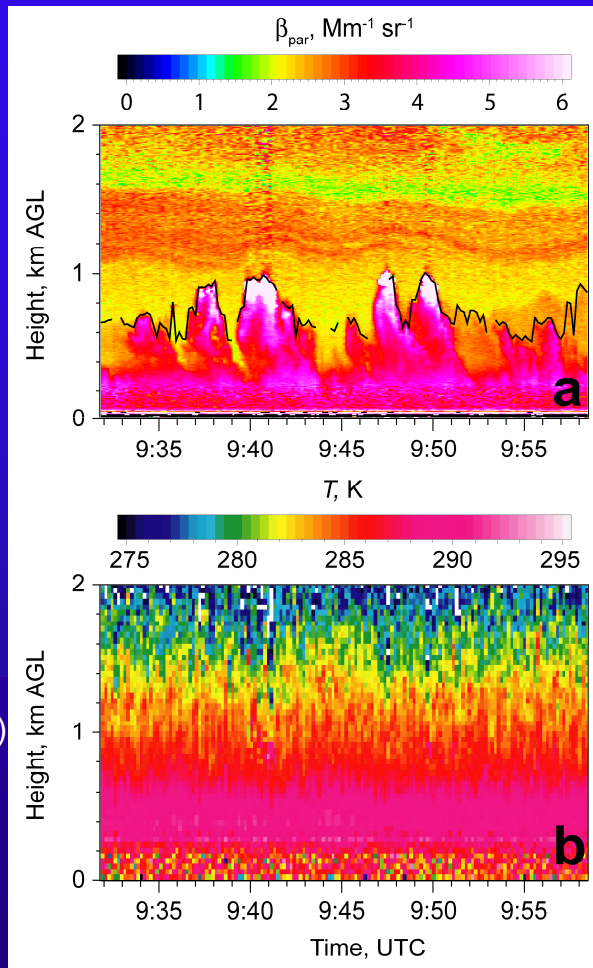 β_par, Mm⁻¹ sr⁻¹
0 1 2 3 4 5 6
2
1
0
Height, km AGL
a
9:35 9:40 9:45 9:50 9:55
T, K
275 280 285 290 295
2
1
0
Height, km AGL
b
9:35 9:40 9:45 9:50 9:55
Time, UTC
)